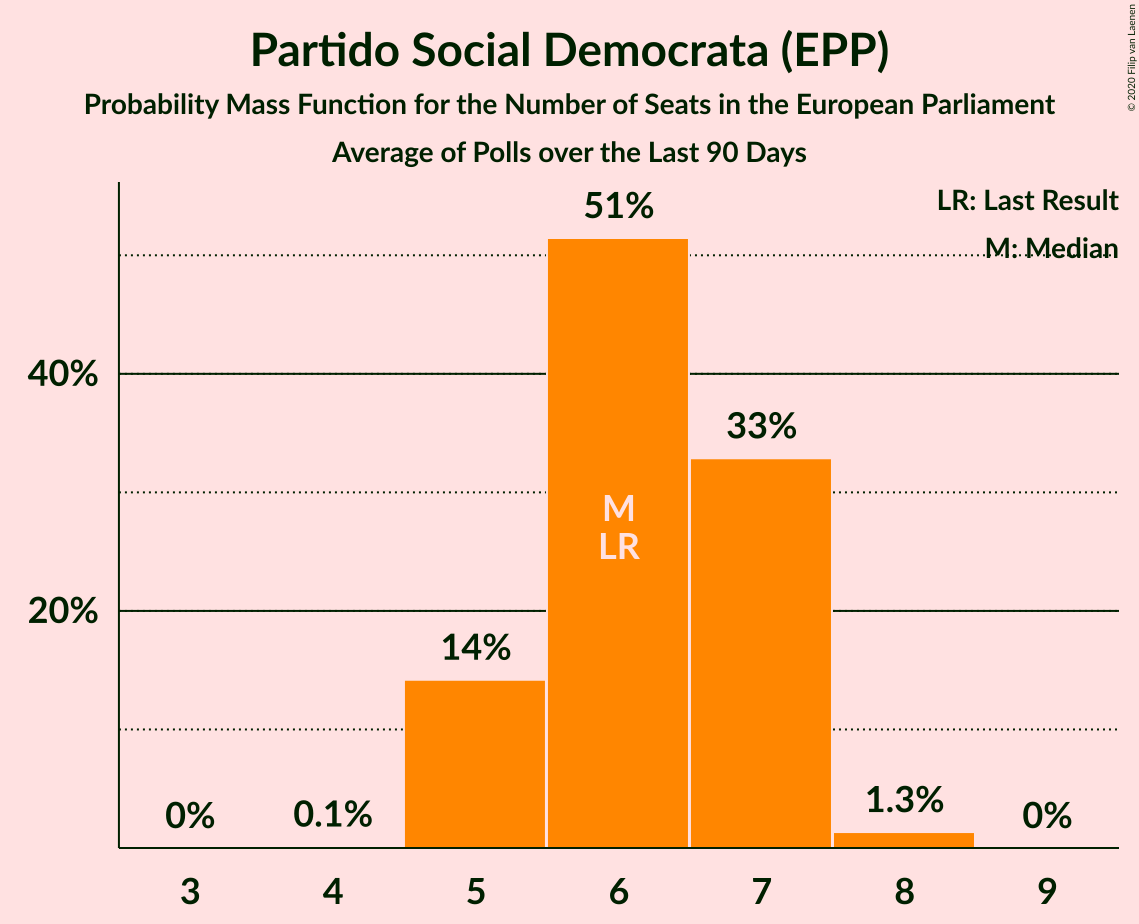 Partido Social Democrata (EPP)
Probability Mass Function for the Number of Seats in the European Parliament
Average of Polls over the Last 90 Days
© 2020 Filip van Laenen
LR: Last Result
M: Median
51%
40%
33%
M
LR
20%
14%
0%
0.1%
1.3%
0%
3 4 5 6 7 8 9